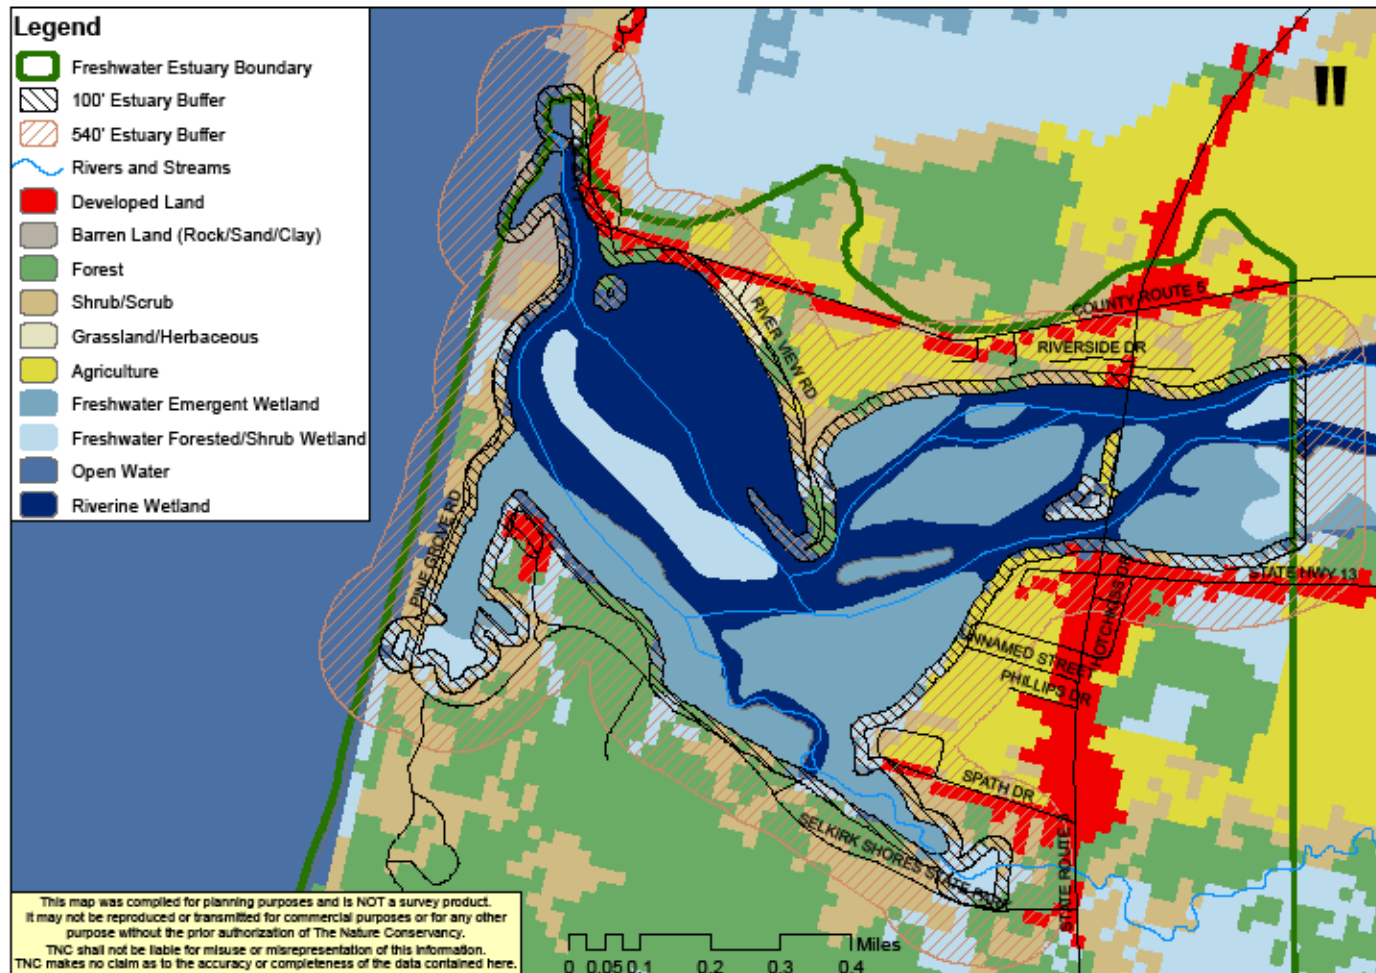 Legend
Freshwater Estuary Boundary
100' Estuary Buffer
540' Estuary Buffer
Rivers and Streams
Developed Land
Barren Land (Rock/Sand/Clay)
Forest
Shrub/Scrub
Grassland/Herbaceous
Agriculture
Freshwater Emergent Wetland
Freshwater Forested/Shrub Wetland
Open Water
Riverine Wetland
"
COUNTY ROUTE 5
RIVERSIDE DR
RIVER VIEW RD
PINE GROVE RD
STATE HWY 13
HOTCHKISS DR
UNNAMED STREET
PHILLIPS DR
SPATH DR
SELKIRK SHORES STATE
STATE ROUTE 3
This map was compiled for planning purposes and is NOT a survey product.
It may not be reproduced or transmitted for commercial purposes or for any other
purpose without the prior authorization of The Nature Conservancy.
TNC shall not be liable for misuse or misrepresentation of this information.
TNC makes no claim as to the accuracy or completeness of the data contained here.
Miles
0 0.05 0.1 0.2 0.3 0.4